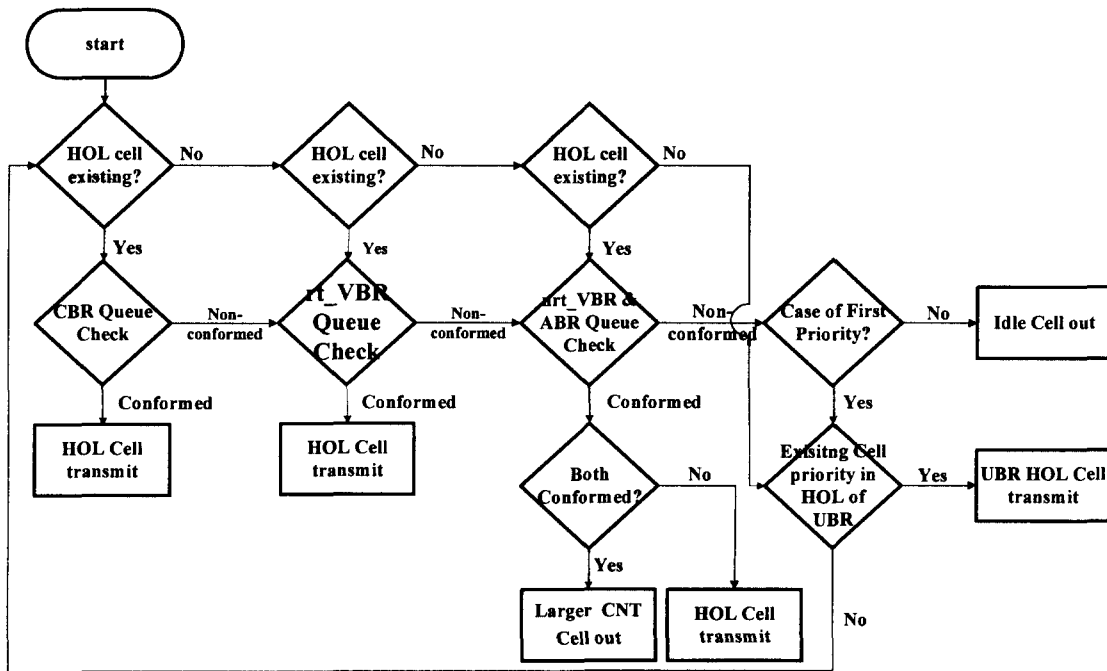 start
HOL cell
existing?
No
HOL cell
existing?
No
HOL cell
existing?
No
Yes
Yes
Yes
CBR Queue
Check
Non-
conformed
rt_VBR
Queue
Check
Non-
conformed
nrt_VBR &
ABR Queue
Check
Non-
conformed
Case of First
Priority?
No
Idle Cell out
Conformed
Conformed
Conformed
Yes
HOL Cell
transmit
HOL Cell
transmit
Both
Conformed?
No
Exisitng Cell
priority in
HOL of
UBR
Yes
UBR HOL Cell
transmit
Yes
Larger CNT
Cell out
HOL Cell
transmit
No